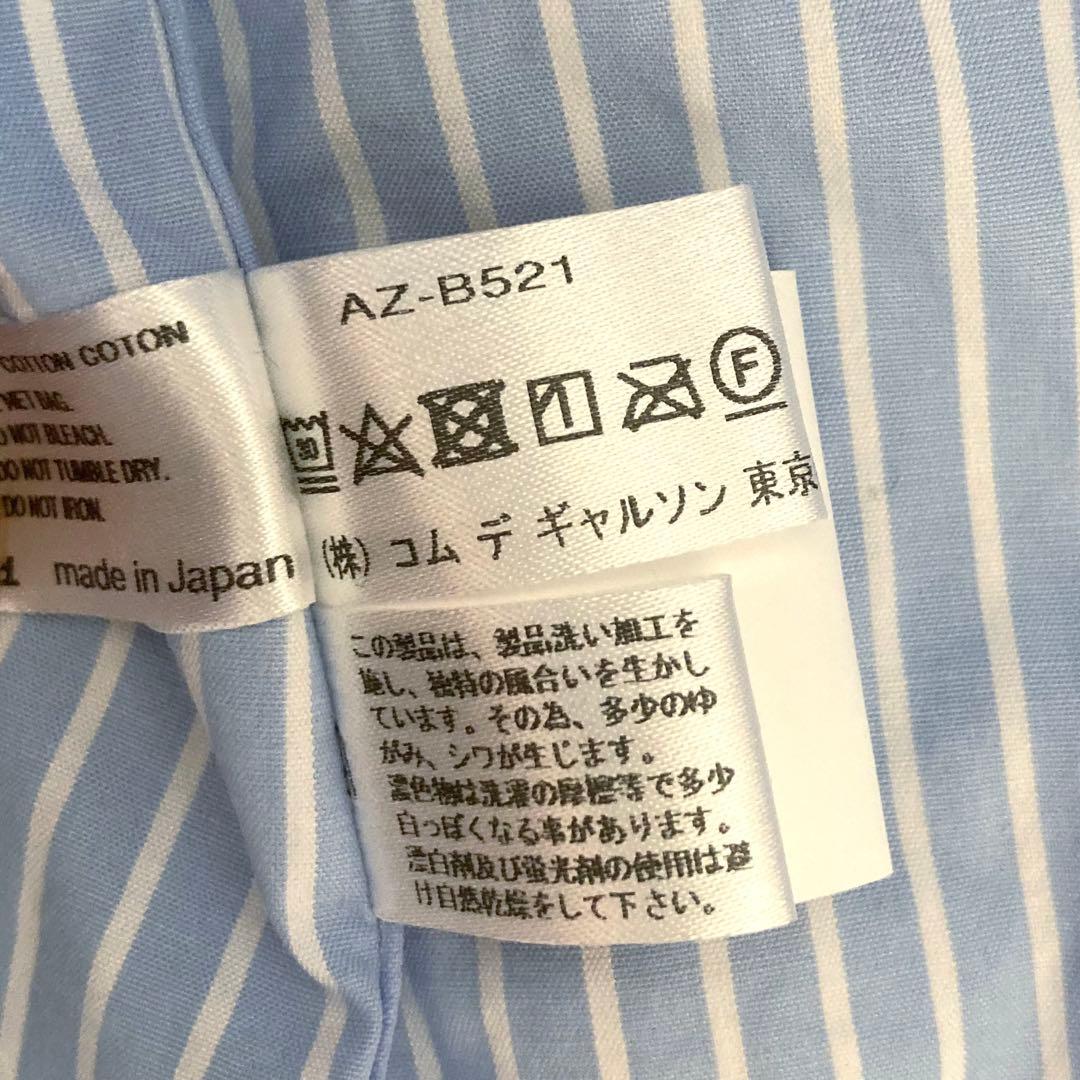 COTTON COTON
NET BAG.
DO NOT BLEACH.
DO NOT TUMBLE DRY.
DO NOT IRON.
1 made in Japan
AZ-B521
30
F
(株) コム デ ギャルソン 東京
この製品は、製品洗い加工を
施し、独特の風合いを生かし
ています。その為、多少のゆ
がみ、シワが生じます。
濃色物は洗濯の摩擦等で多少
白っぽくなる事があります。
漂白剤及び蛍光剤の使用は避
け自然乾燥をして下さい。